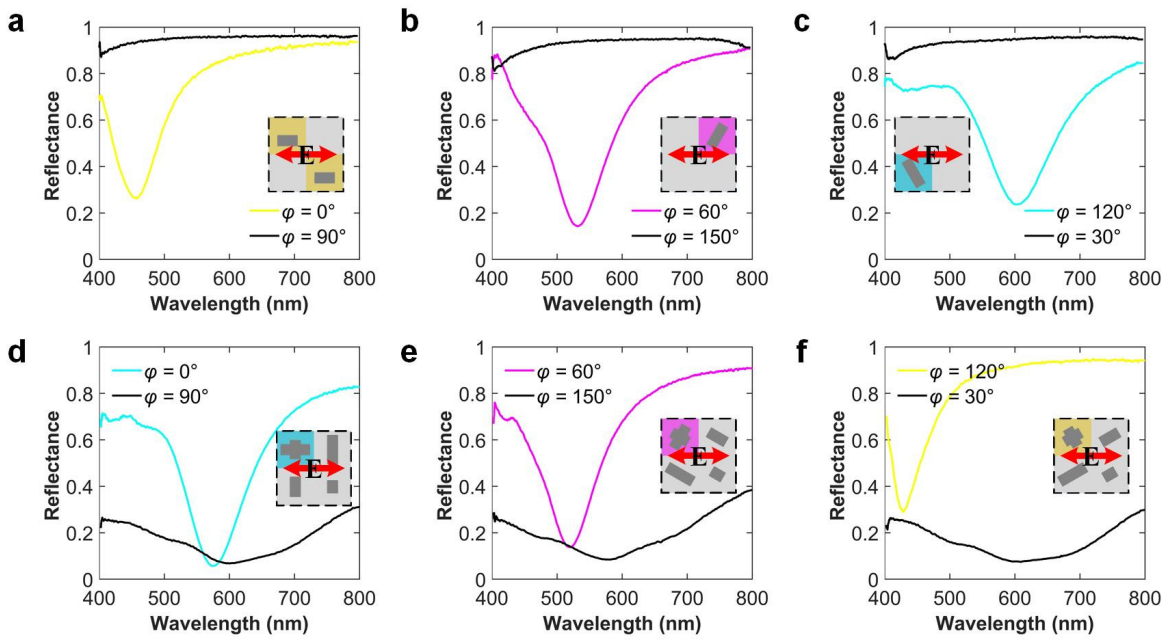 a
Reflectance
1
0.8
0.6
0.4
0.2
0
E
φ = 0°
φ = 90°
400 500 600 700 800
Wavelength (nm)
b
Reflectance
1
0.8
0.6
0.4
0.2
0
E
φ = 60°
φ = 150°
400 500 600 700 800
Wavelength (nm)
c
Reflectance
1
0.8
0.6
0.4
0.2
0
E
φ = 120°
φ = 30°
400 500 600 700 800
Wavelength (nm)
d
Reflectance
1
0.8
0.6
0.4
0.2
0
φ = 0°
φ = 90°
E
400 500 600 700 800
Wavelength (nm)
e
Reflectance
1
0.8
0.6
0.4
0.2
0
φ = 60°
φ = 150°
E
400 500 600 700 800
Wavelength (nm)
f
Reflectance
1
0.8
0.6
0.4
0.2
0
φ = 120°
φ = 30°
E
400 500 600 700 800
Wavelength (nm)